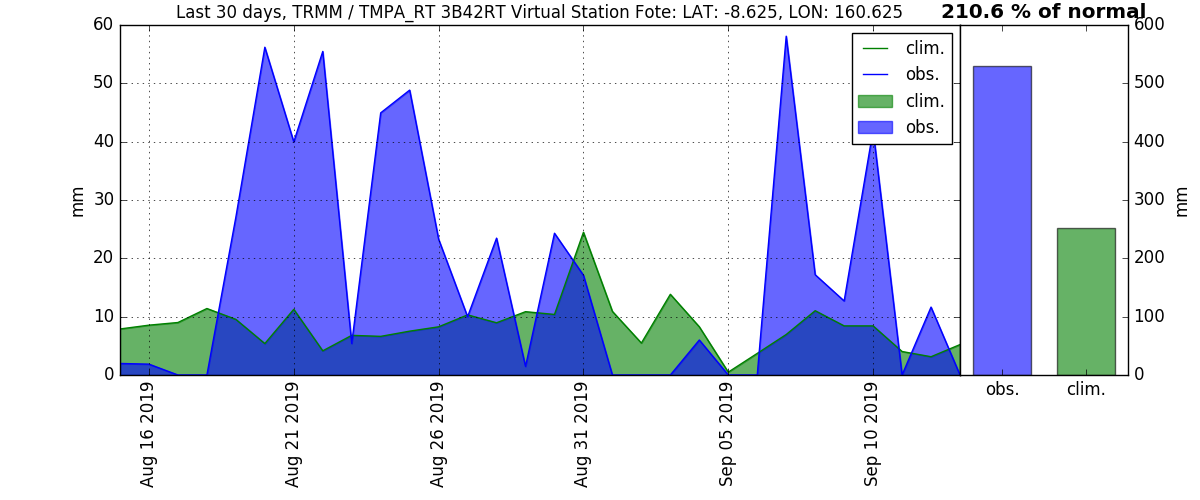 Last 30 days, TRMM / TMPA_RT 3B42RT Virtual Station Fote: LAT: -8.625, LON: 160.625
210.6 % of normal
clim.
obs.
clim.
obs.
60
50
40
30
20
10
0
mm
Aug 16 2019
Aug 21 2019
Aug 26 2019
Aug 31 2019
Sep 05 2019
Sep 10 2019
600
500
400
300
200
100
0
mm
obs.
clim.